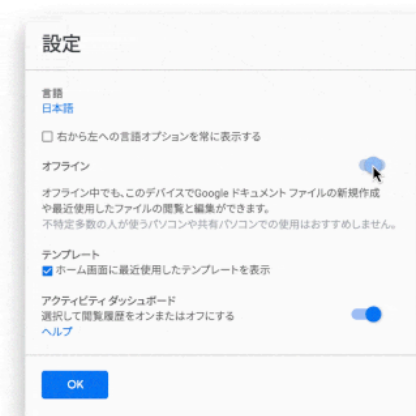 設定
言語
日本語
右から左への言語オプションを常に表示する
オフライン
オフライン中でも、このデバイスでGoogle ドキュメント ファイルの新規作成
や最近使用したファイルの閲覧と編集ができます。
不特定多数の人が使うパソコンや共有パソコンでの使用はおすすめしません。
テンプレート
ホーム画面に最近使用したテンプレートを表示
アクティビティ ダッシュボード
選択して閲覧履歴をオンまたはオフにする
ヘルプ
OK